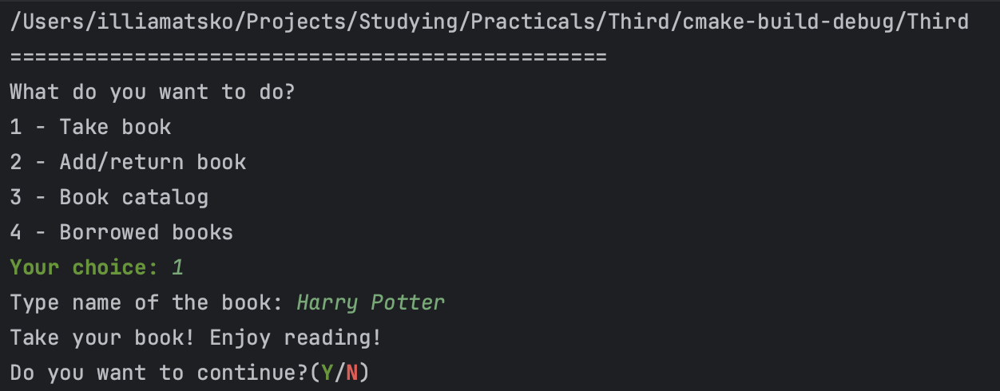 /Users/illiamatsko/Projects/Studying/Practicals/Third/cmake-build-debug/Third
================================================
What do you want to do?
1 - Take book
2 - Add/return book
3 - Book catalog
4 - Borrowed books
Your choice: 1
Type name of the book: Harry Potter
Take your book! Enjoy reading!
Do you want to continue?(Y/N)